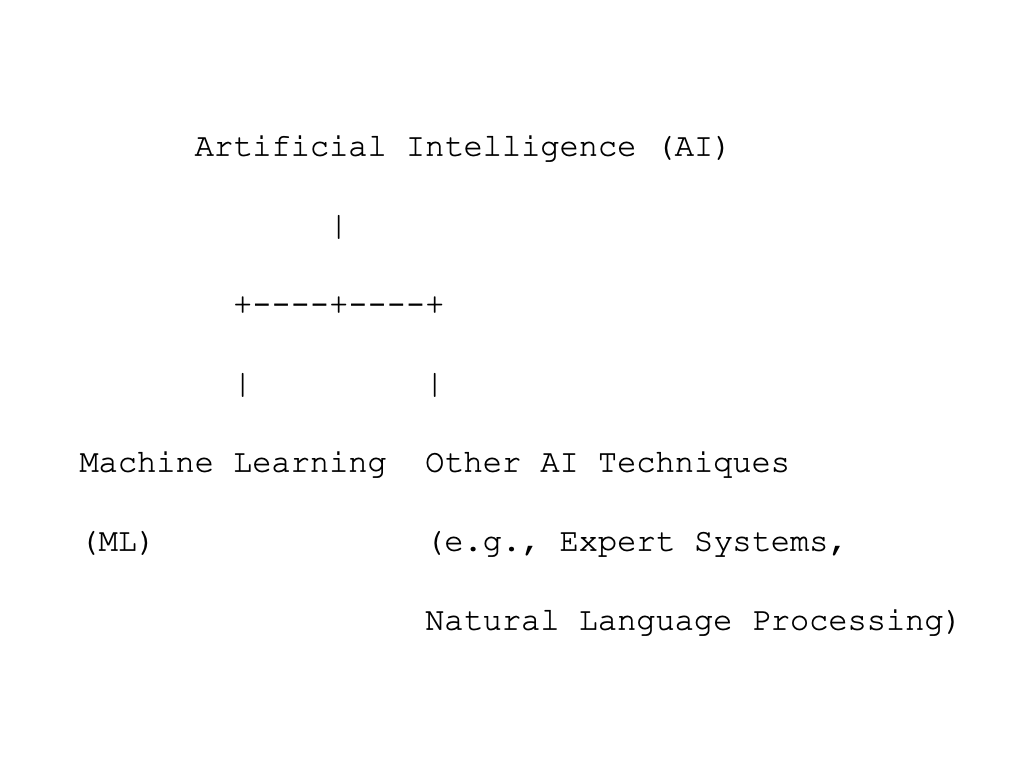 Artificial Intelligence (AI)
|
+----+----+
| |
Machine Learning Other AI Techniques
(ML) (e.g., Expert Systems,
Natural Language Processing)